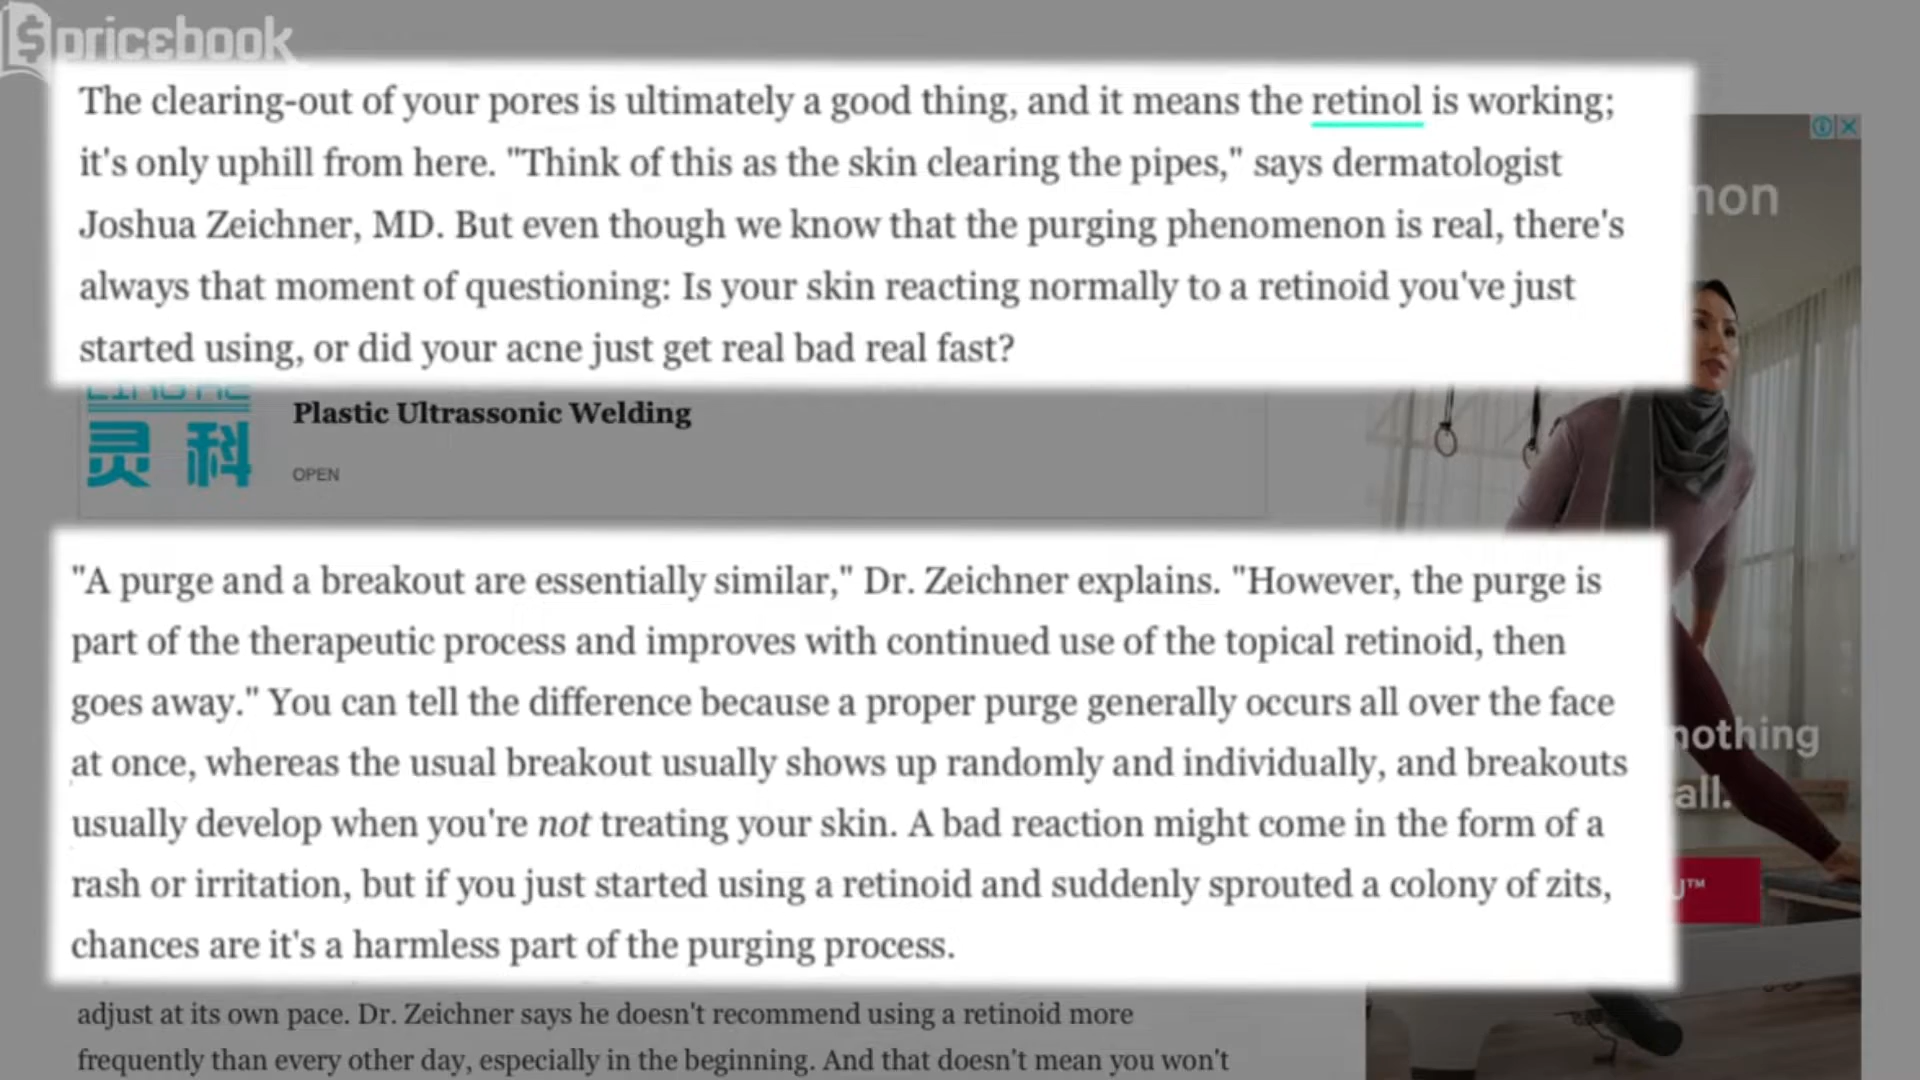 pricebook
The clearing-out of your pores is ultimately a good thing, and it means the retinol is working;
it's only uphill from here. "Think of this as the skin clearing the pipes," says dermatologist
Joshua Zeichner, MD. But even though we know that the purging phenomenon is real, there's
always that moment of questioning: Is your skin reacting normally to a retinoid you've just
started using, or did your acne just get real bad real fast?
Plastic Ultrassonic Welding
灵科
OPEN
"A purge and a breakout are essentially similar," Dr. Zeichner explains. "However, the purge is
part of the therapeutic process and improves with continued use of the topical retinoid, then
goes away." You can tell the difference because a proper purge generally occurs all over the face
at once, whereas the usual breakout usually shows up randomly and individually, and breakouts
usually develop when you're not treating your skin. A bad reaction might come in the form of a
rash or irritation, but if you just started using a retinoid and suddenly sprouted a colony of zits,
chances are it's a harmless part of the purging process.
nothing
all.
adjust at its own pace. Dr. Zeichner says he doesn't recommend using a retinoid more
frequently than every other day, especially in the beginning. And that doesn't mean you won't